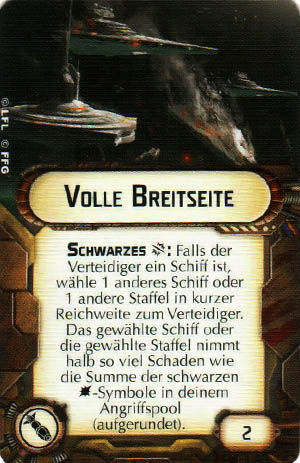 © LFL © FFG
VOLLE BREITSEITE
SCHWARZES : Falls der
Verteidiger ein Schiff ist,
wähle 1 anderes Schiff oder
1 andere Staffel in kurzer
Reichweite zum Verteidiger.
Das gewählte Schiff oder
die gewählte Staffel nimmt
halb so viel Schaden wie
die Summe der schwarzen
-Symbole in deinem
Angriffspool
(aufgerundet).
2